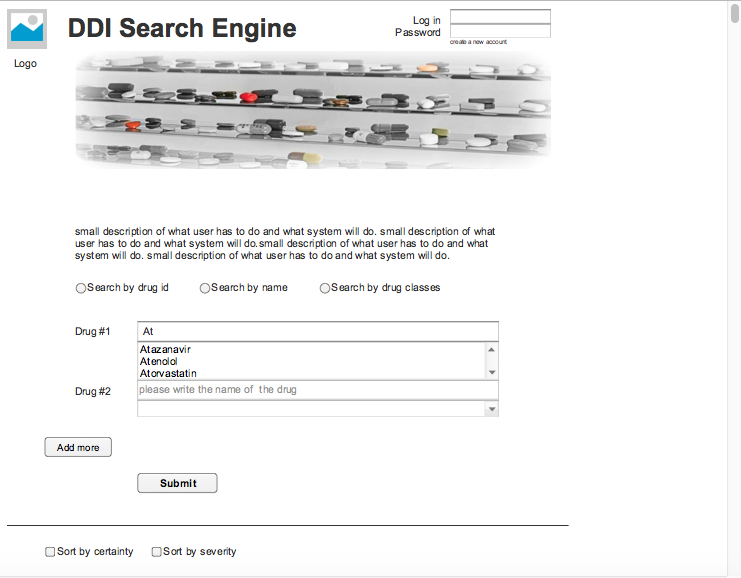 DDI Search Engine
Log in
Password
create a new account
Logo
small description of what user has to do and what system will do. small description of what
user has to do and what system will do.small description of what user has to do and what
system will do. small description of what user has to do and what system will do.
Search by drug id
Search by name
Search by drug classes
Drug #1
At
Atazanavir
Atenolol
Atorvastatin
Drug #2
please write the name of the drug
Add more
Submit
Sort by certainty
Sort by severity